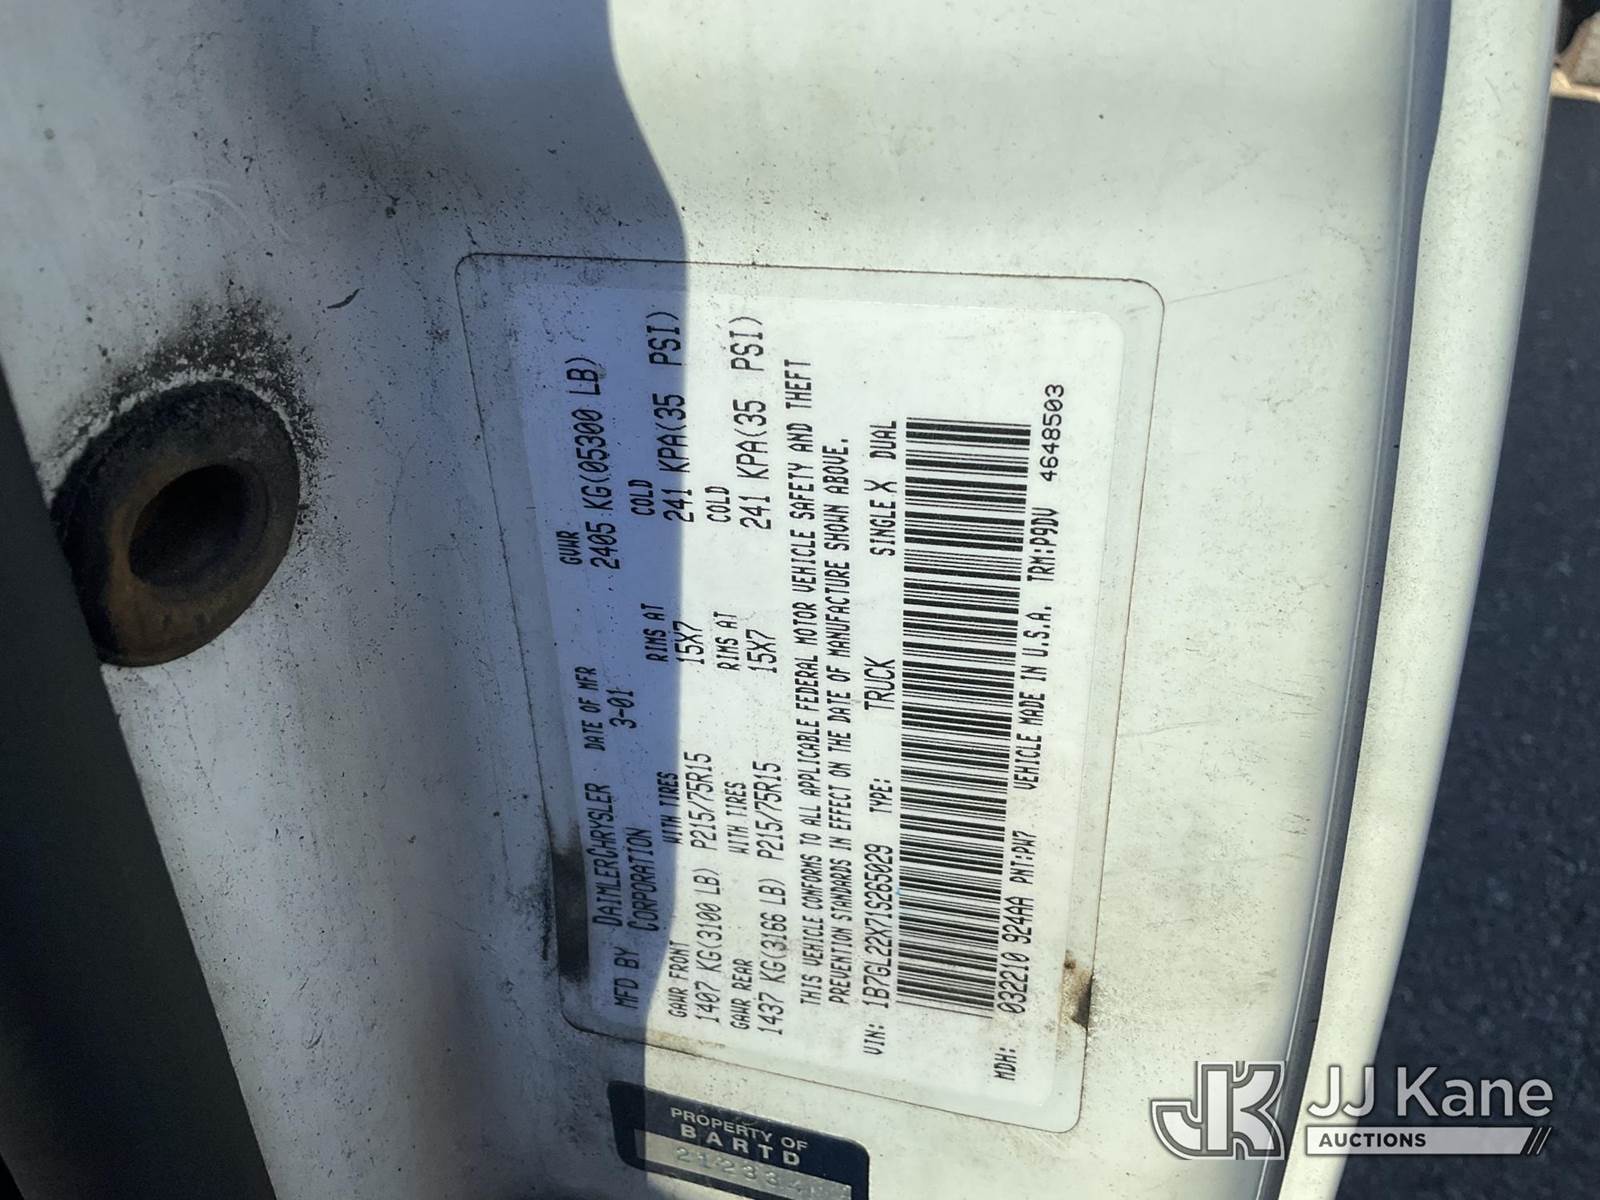 MFD BY DAIMLERCHRYSLER CORPORATION DATE OF MFR 3-01 GVWR 2405 KG(05300 LB)
GAWR FRONT WITH TIRES RIMS AT COLD
1407 KG(3100 LB) P215/75R15 15X7 241 KPA(35 PSI)
GAWR REAR WITH TIRES RIMS AT COLD
1437 KG(3166 LB) P215/75R15 15X7 241 KPA(35 PSI)
THIS VEHICLE CONFORMS TO ALL APPLICABLE FEDERAL MOTOR VEHICLE SAFETY AND THEFT
PREVENTION STANDARDS IN EFFECT ON THE DATE OF MANUFACTURE SHOWN ABOVE.
VIN: 1B7GL22X71S265029 TYPE: TRUCK SINGLE X DUAL
MDH: 032210 924AA PNT:PW7 VEHICLE MADE IN U.S.A. TRM:P9DV 4648503
PROPERTY OF
BARTD
JJ Kane
AUCTIONS